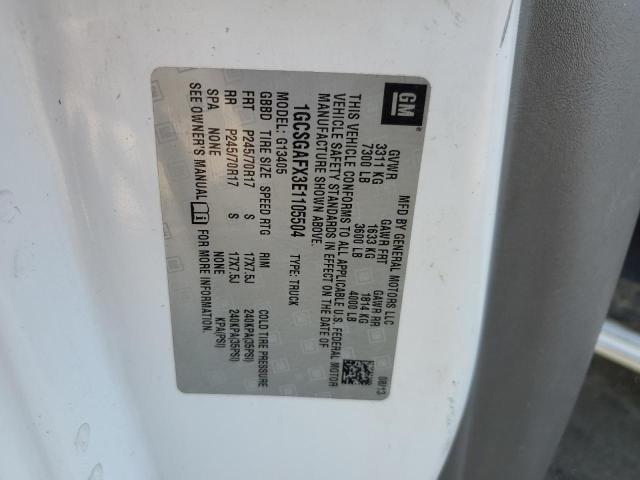 GM
MFD BY GENERAL MOTORS LLC
08/13
GVWR GAWR FRT GAWR RR
3311 KG 1633 KG 1814 KG
7300 LB 3600 LB 4000 LB
THIS VEHICLE CONFORMS TO ALL APPLICABLE U.S. FEDERAL MOTOR
VEHICLE SAFETY STANDARDS IN EFFECT ON THE DATE OF
MANUFACTURE SHOWN ABOVE.
1GCSGAFX3E1105504 TYPE: TRUCK
MODEL: G13405
GBBD TIRE SIZE SPEED RTG RIM COLD TIRE PRESSURE
FRT P245/70R17 S 17X7.5J 240KPA(35PSI)
RR P245/70R17 S 17X7.5J 240KPA(35PSI)
SPA NONE NONE KPA(PSI)
SEE OWNER'S MANUAL FOR MORE INFORMATION.